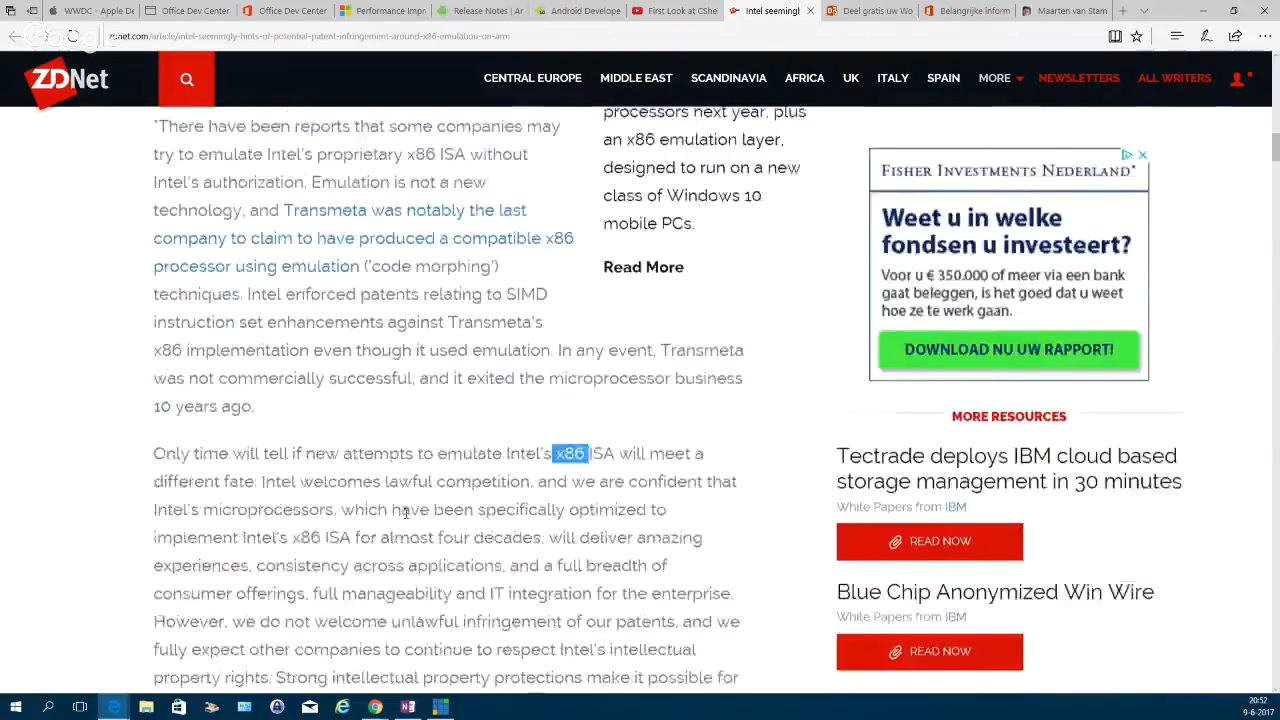 WWDC - Apple De
Office Dev Center
Office Dev Center
Performance Impr
Release Notes | Ar
Android Develope
First Look at CShe
Intel seeming
Deel gratis uw Wo
Belangrijke inform
Maarten van Stam
zdnet.com/article/intel-seemingly-hints-of-potential-patent-infringement-around-x86-emulation-on-arm
ZDNet
CENTRAL EUROPE
MIDDLE EAST
SCANDINAVIA
AFRICA
UK
ITALY
SPAIN
MORE
NEWSLETTERS
ALL WRITERS
"There have been reports that some companies may
try to emulate Intel's proprietary x86 ISA without
Intel's authorization. Emulation is not a new
technology, and Transmeta was notably the last
company to claim to have produced a compatible x86
processor using emulation ("code morphing")
techniques. Intel enforced patents relating to SIMD
instruction set enhancements against Transmeta's
x86 implementation even though it used emulation. In any event, Transmeta
was not commercially successful, and it exited the microprocessor business
10 years ago.
Only time will tell if new attempts to emulate Intel's x86 ISA will meet a
different fate. Intel welcomes lawful competition, and we are confident that
Intel's microprocessors, which have been specifically optimized to
implement Intel's x86 ISA for almost four decades, will deliver amazing
experiences, consistency across applications, and a full breadth of
consumer offerings, full manageability and IT integration for the enterprise.
However, we do not welcome unlawful infringement of our patents, and we
fully expect other companies to continue to respect Intel's intellectual
property rights. Strong intellectual property protections make it possible for
processors next year, plus
an x86 emulation layer,
designed to run on a new
class of Windows 10
mobile PCs.
Read More
FISHER INVESTMENTS NEDERLAND
Weet u in welke
fondsen u investeert?
Voor u € 350.000 of meer via een bank
gaat beleggen, is het goed dat u weet
hoe ze te werk gaan.
DOWNLOAD NU UW RAPPORT!
MORE RESOURCES
Tectrade deploys IBM cloud based
storage management in 30 minutes
White Papers from IBM
READ NOW
Blue Chip Anonymized Win Wire
White Papers from IBM
READ NOW
20:52
9-6-2017